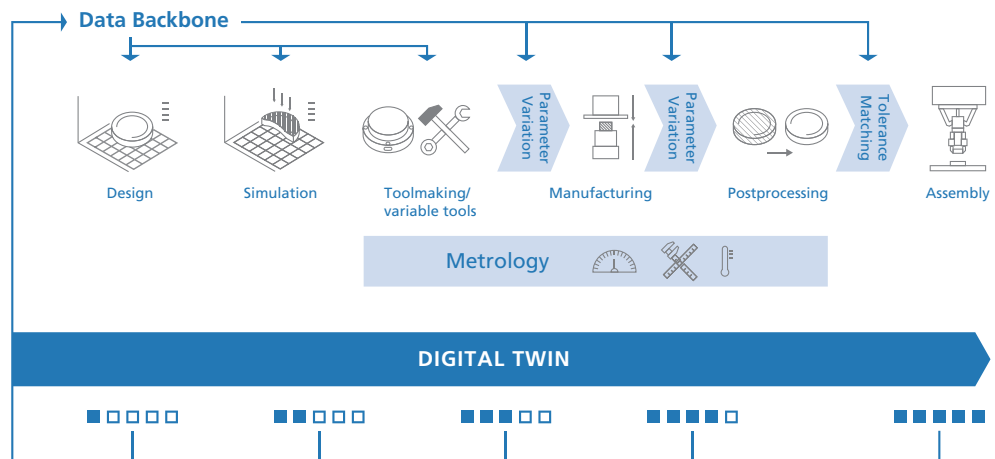 Data Backbone
Parameter
Variation
Parameter
Variation
Tolerance
Matching
Design
Simulation
Toolmaking/
variable tools
Manufacturing
Postprocessing
Assembly
Metrology
DIGITAL TWIN